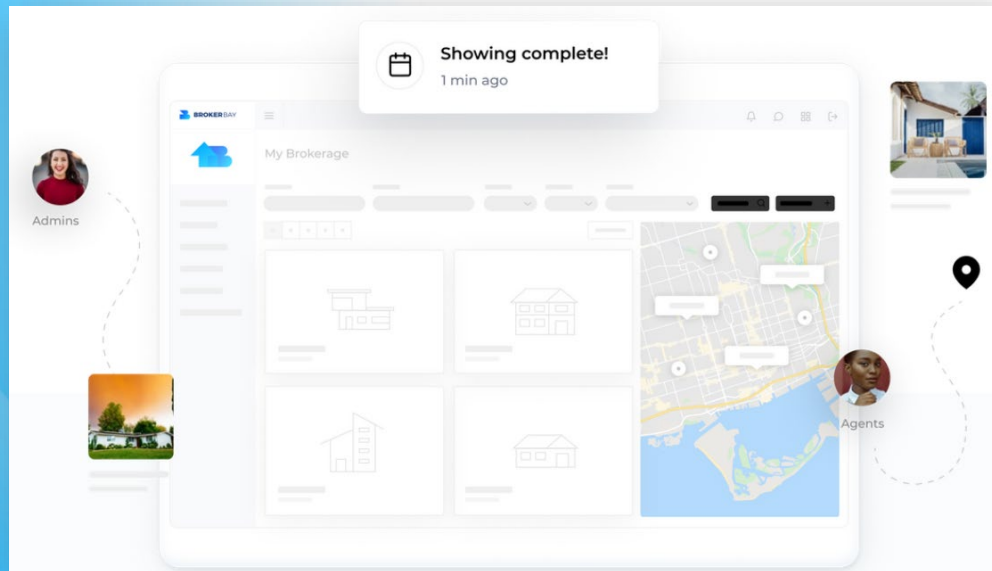 Showing complete!
1 min ago
BROKERBAY
My Brokerage
Admins
Agents